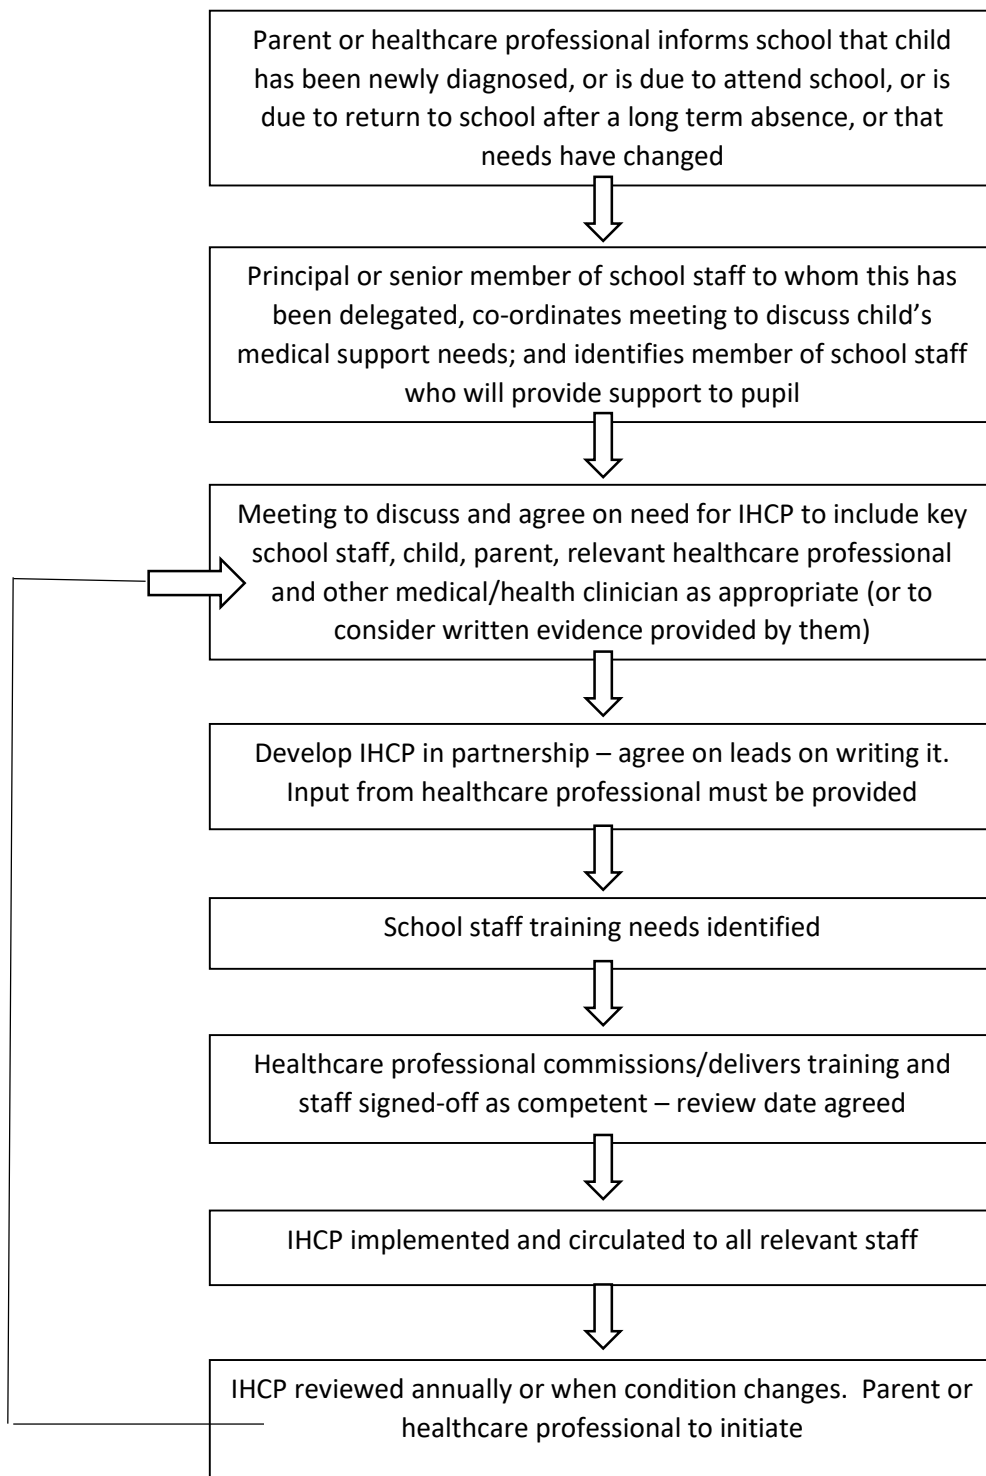 Parent or healthcare professional informs school that child
has been newly diagnosed, or is due to attend school, or is
due to return to school after a long term absence, or that
needs have changed
Principal or senior member of school staff to whom this has
been delegated, co-ordinates meeting to discuss child’s
medical support needs; and identifies member of school staff
who will provide support to pupil
Meeting to discuss and agree on need for IHCP to include key
school staff, child, parent, relevant healthcare professional
and other medical/health clinician as appropriate (or to
consider written evidence provided by them)
Develop IHCP in partnership – agree on leads on writing it.
Input from healthcare professional must be provided
School staff training needs identified
Healthcare professional commissions/delivers training and
staff signed-off as competent – review date agreed
IHCP implemented and circulated to all relevant staff
IHCP reviewed annually or when condition changes.  Parent or
healthcare professional to initiate